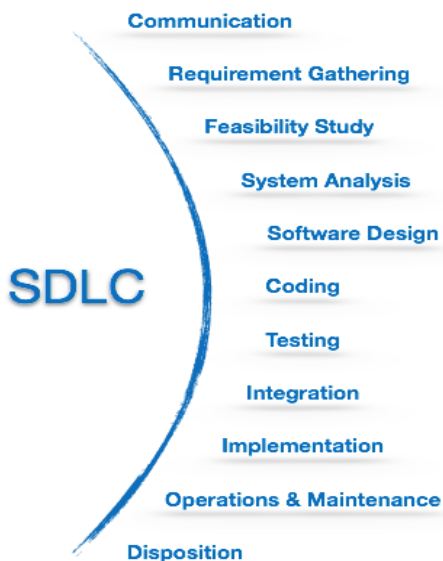 Communication
Requirement Gathering
Feasibility Study
System Analysis
Software Design
SDLC
Coding
Testing
Integration
Implementation
Operations & Maintenance
Disposition